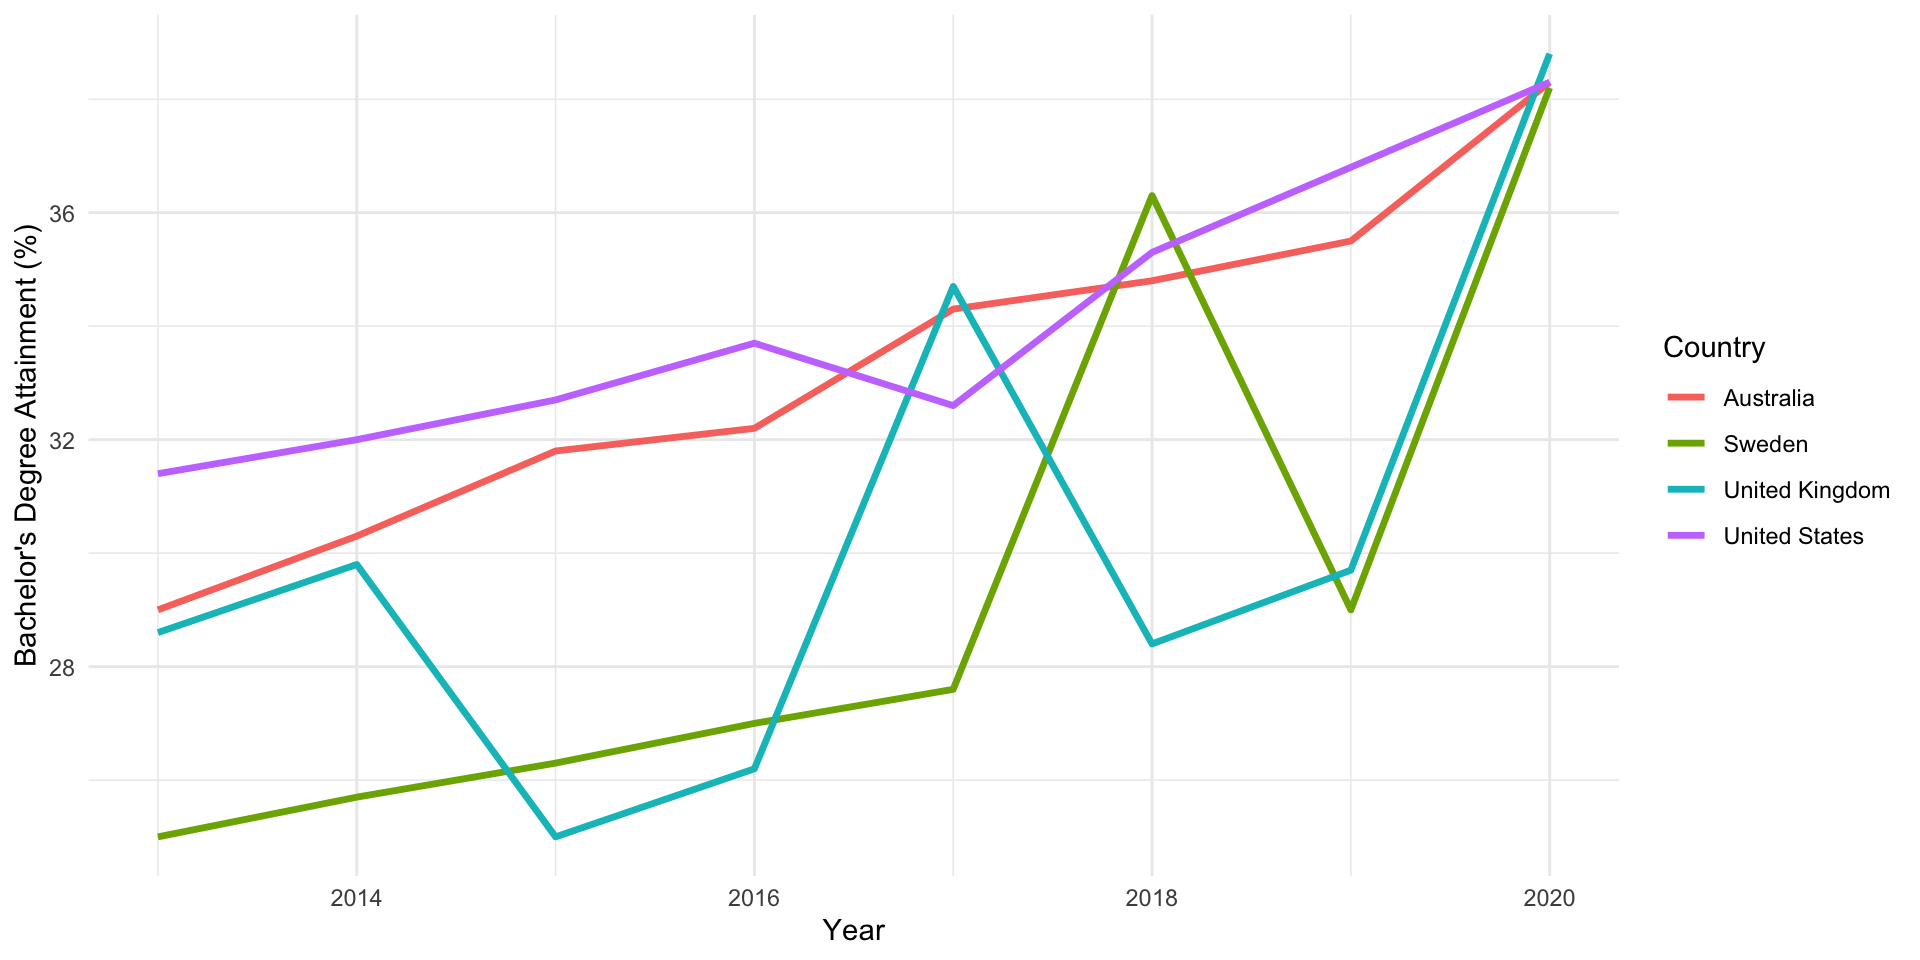 Bachelor's Degree Attainment (%)
36
32
28
2014 2016 2018 2020
Year
Country
Australia
Sweden
United Kingdom
United States